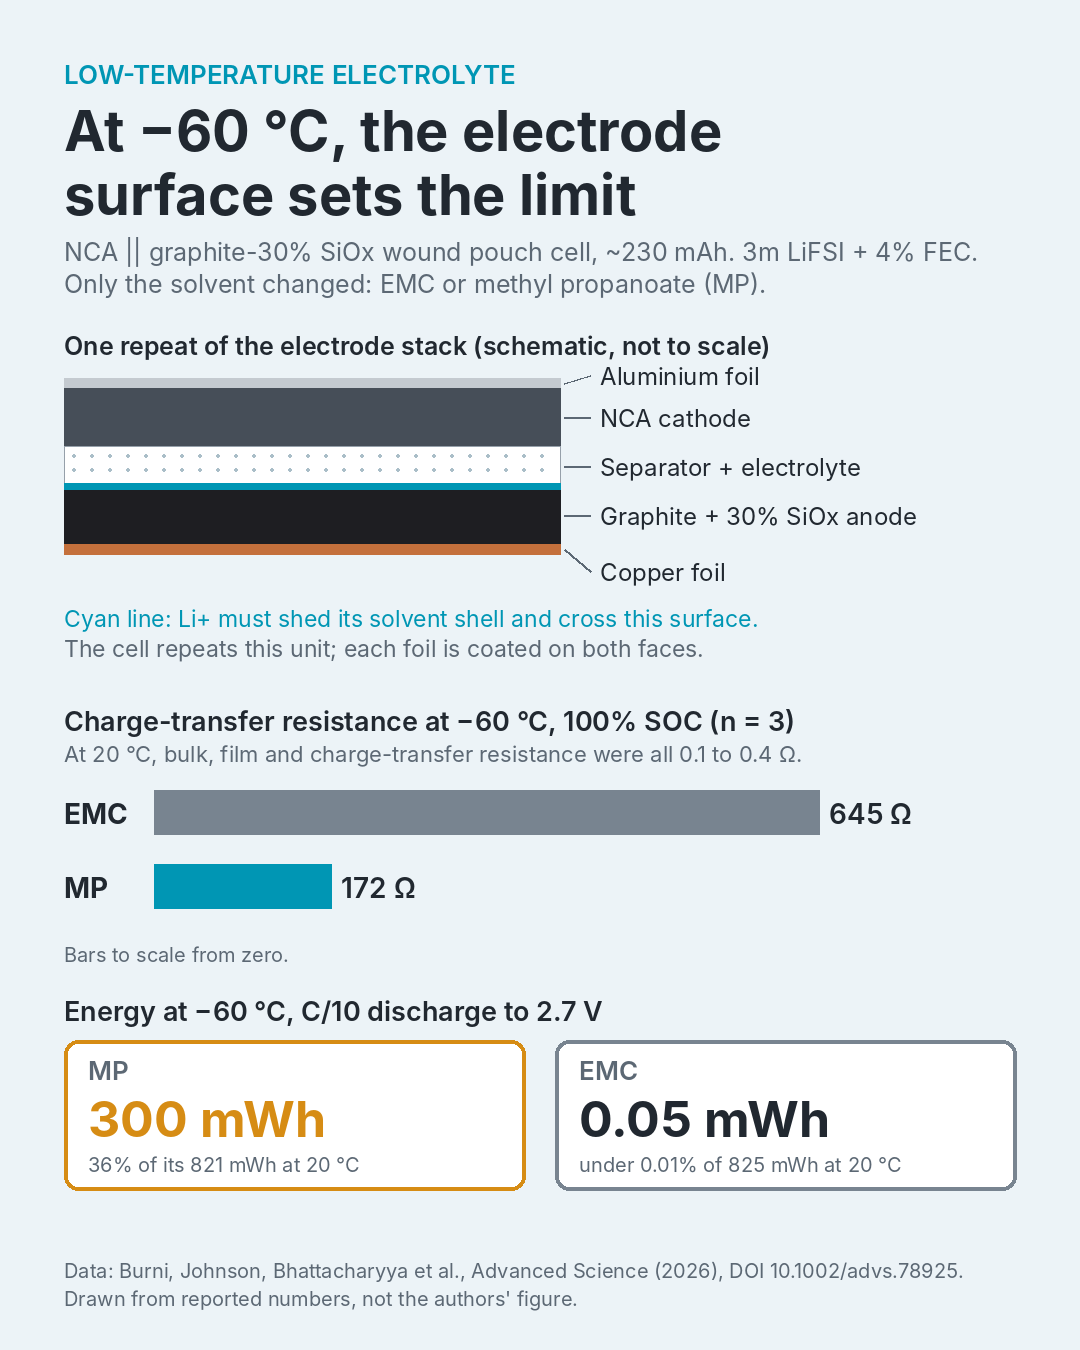 LOW-TEMPERATURE ELECTROLYTE
At −60 °C, the electrode
surface sets the limit
NCA || graphite-30% SiOx wound pouch cell, ~230 mAh. 3m LiFSI + 4% FEC.
Only the solvent changed: EMC or methyl propanoate (MP).
One repeat of the electrode stack (schematic, not to scale)
Aluminium foil
NCA cathode
Separator + electrolyte
Graphite + 30% SiOx anode
Copper foil
Cyan line: Li+ must shed its solvent shell and cross this surface.
The cell repeats this unit; each foil is coated on both faces.
Charge-transfer resistance at −60 °C, 100% SOC (n = 3)
At 20 °C, bulk, film and charge-transfer resistance were all 0.1 to 0.4 Ω.
EMC 645 Ω
MP 172 Ω
Bars to scale from zero.
Energy at −60 °C, C/10 discharge to 2.7 V
MP
300 mWh
36% of its 821 mWh at 20 °C
EMC
0.05 mWh
under 0.01% of 825 mWh at 20 °C
Data: Burni, Johnson, Bhattacharyya et al., Advanced Science (2026), DOI 10.1002/advs.78925.
Drawn from reported numbers, not the authors' figure.